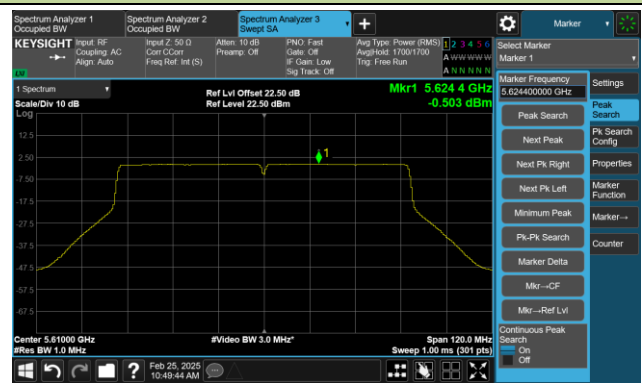 Spectrum Analyzer 1
Occupied BW
Spectrum Analyzer 2
Occupied BW
Spectrum Analyzer 3
Swept SA
Marker
KEYSIGHT
Input: RF
Coupling: AC
Align: Auto
Input Z: 50 Ω
Corr CCorr
Freq Ref: Int (S)
Atten: 10 dB
Preamp: Off
PNO: Fast
Gate: Off
IF Gain: Low
Sig Track: Off
Avg Type: Power (RMS)
Avg|Hold: 1700/1700
Trig: Free Run
1 2 3 4 5 6
A W W W W W
A N N N N N
LXI
Select Marker
Marker 1
1 Spectrum
Scale/Div 10 dB
Log
Ref Lvl Offset 22.50 dB
Ref Level 22.50 dBm
Mkr1 5.624 4 GHz
-0.503 dBm
12.5
2.50
-7.50
-17.5
-27.5
-37.5
-47.5
-57.5
-67.5
1
Center 5.61000 GHz
#Res BW 1.0 MHz
#Video BW 3.0 MHz*
Span 120.0 MHz
Sweep 1.00 ms (301 pts)
Marker Frequency
5.624400000 GHz
Peak Search
Next Peak
Next Pk Right
Next Pk Left
Minimum Peak
Pk-Pk Search
Marker Delta
Mkr→CF
Mkr→Ref Lvl
Continuous Peak
Search
On
Off
Settings
Peak
Search
Pk Search
Config
Properties
Marker
Function
Marker→
Counter
?
Feb 25, 2025
10:49:44 AM